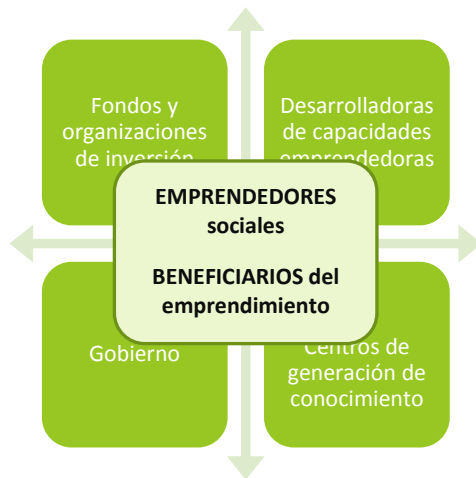 Fondos y
organizaciones
de inversión
Desarrolladoras
de capacidades
emprendedoras
EMPRENDEDORES
sociales
BENEFICIARIOS del
emprendimiento
Gobierno
Centros de
generación de
conocimiento